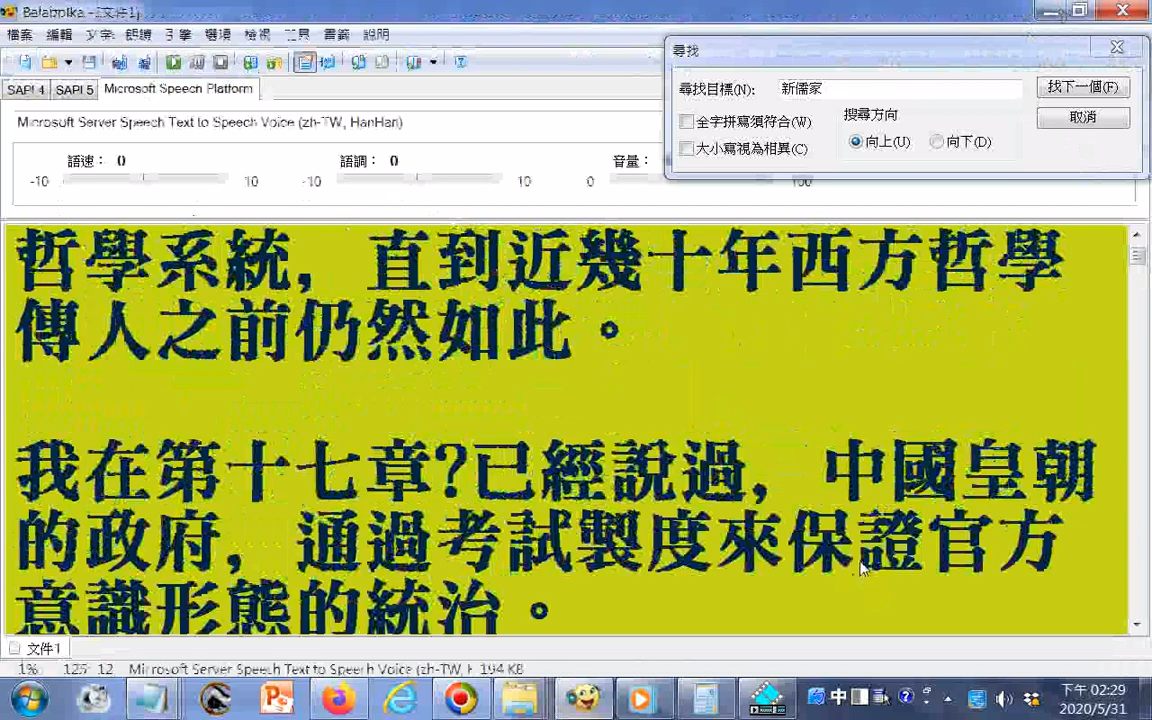 Balabolka - [文件1]
檔案 編輯 文字 朗讀 引擎 選項 檢視 工具 書籤 說明
SAPI 4 SAPI 5 Microsoft Speech Platform
Microsoft Server Speech Text to Speech Voice (zh-TW, HanHan)
語速： 0 語調： 0 音量：
-10 10 -10 10 0 100
尋找
尋找目標(N): 新儒家 找下一個(F)
全字拼寫須符合(W) 搜尋方向 取消
大小寫視為相異(C) 向上(U) 向下(D)
哲學系統，直到近幾十年西方哲學
傳人之前仍然如此。
我在第十七章?已經說過，中國皇朝
的政府，通過考試製度來保證官方
意識形態的統治。
文件1
1% 125: 12 Microsoft Server Speech Text to Speech Voice (zh-TW, H 194 KB
中
下午 02:29
2020/5/31